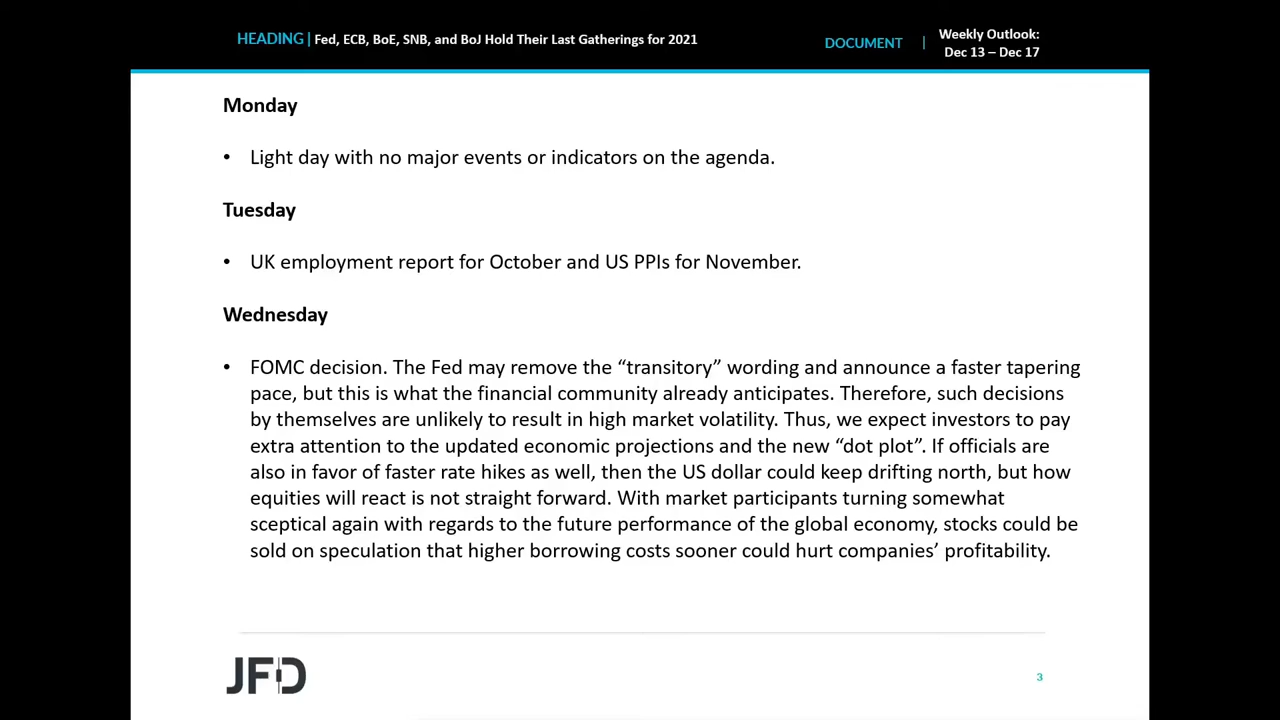 HEADING | Fed, ECB, BoE, SNB, and BoJ Hold Their Last Gatherings for 2021
DOCUMENT | Weekly Outlook:
Dec 13 – Dec 17
Monday
• Light day with no major events or indicators on the agenda.
Tuesday
• UK employment report for October and US PPIs for November.
Wednesday
• FOMC decision. The Fed may remove the “transitory” wording and announce a faster tapering
pace, but this is what the financial community already anticipates. Therefore, such decisions
by themselves are unlikely to result in high market volatility. Thus, we expect investors to pay
extra attention to the updated economic projections and the new “dot plot”. If officials are
also in favor of faster rate hikes as well, then the US dollar could keep drifting north, but how
equities will react is not straight forward. With market participants turning somewhat
sceptical again with regards to the future performance of the global economy, stocks could be
sold on speculation that higher borrowing costs sooner could hurt companies’ profitability.
JFD
3